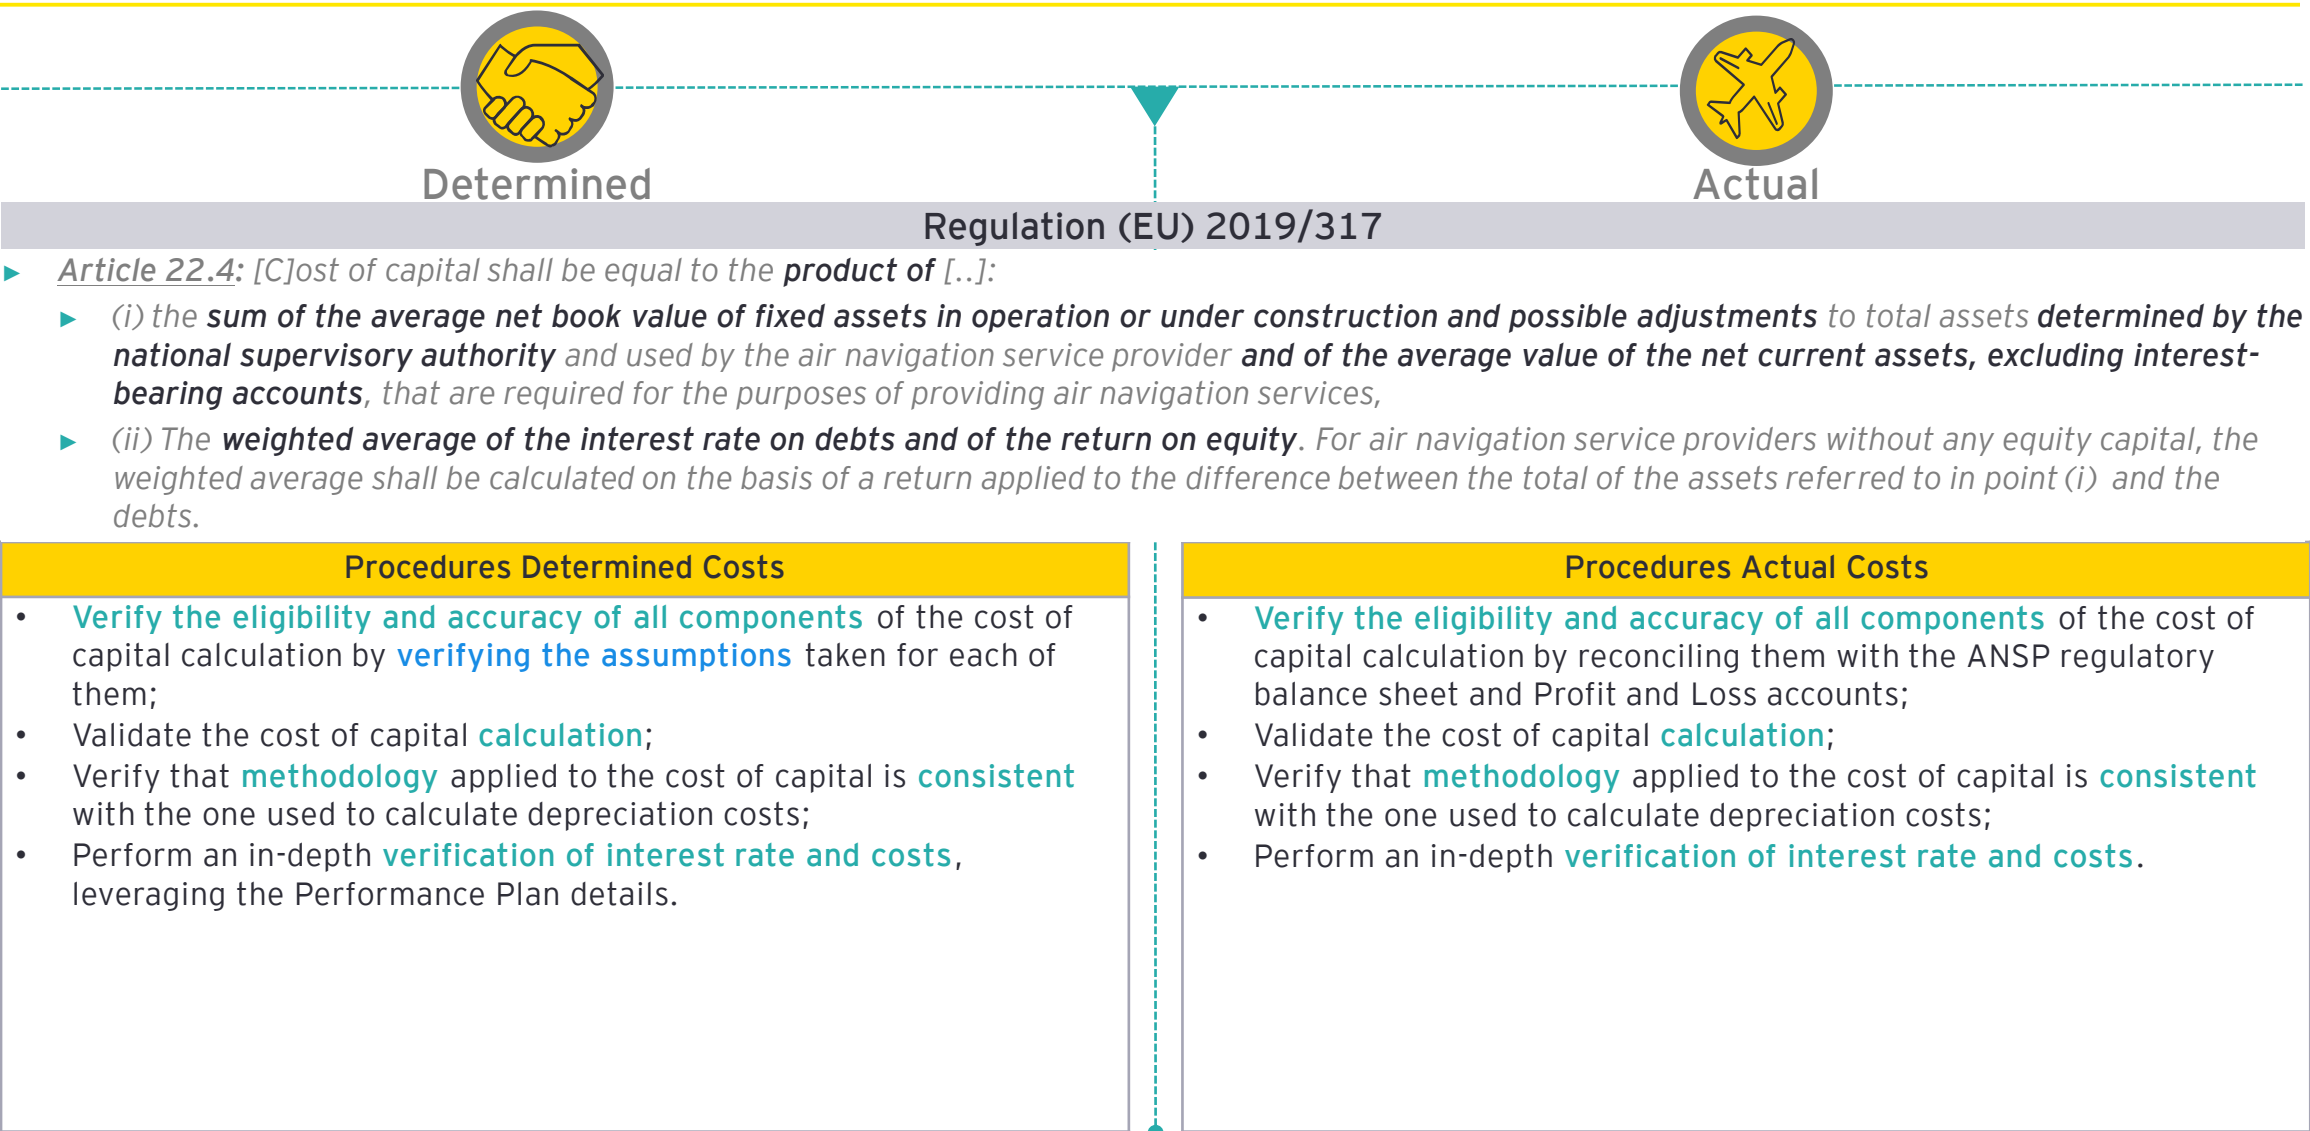 Determined
Actual
Regulation (EU) 2019/317
► Article 22.4: [C]ost of capital shall be equal to the product of [..]:
► (i) the sum of the average net book value of fixed assets in operation or under construction and possible adjustments to total assets determined by the
national supervisory authority and used by the air navigation service provider and of the average value of the net current assets, excluding interest-
bearing accounts, that are required for the purposes of providing air navigation services,
► (ii) The weighted average of the interest rate on debts and of the return on equity. For air navigation service providers without any equity capital, the
weighted average shall be calculated on the basis of a return applied to the difference between the total of the assets referred to in point (i) and the
debts.
Procedures Determined Costs
• Verify the eligibility and accuracy of all components of the cost of
capital calculation by verifying the assumptions taken for each of
them;
• Validate the cost of capital calculation;
• Verify that methodology applied to the cost of capital is consistent
with the one used to calculate depreciation costs;
• Perform an in-depth verification of interest rate and costs,
leveraging the Performance Plan details.
Procedures Actual Costs
• Verify the eligibility and accuracy of all components of the cost of
capital calculation by reconciling them with the ANSP regulatory
balance sheet and Profit and Loss accounts;
• Validate the cost of capital calculation;
• Verify that methodology applied to the cost of capital is consistent
with the one used to calculate depreciation costs;
• Perform an in-depth verification of interest rate and costs.